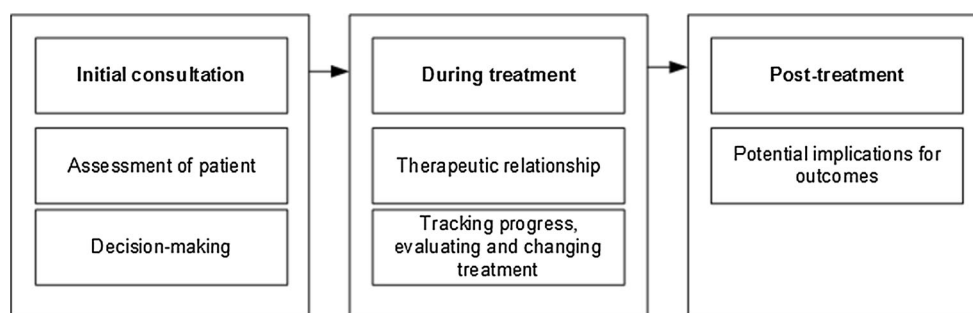 Initial consultation
Assessment of patient
Decision-making
During treatment
Therapeutic relationship
Tracking progress,
evaluating and changing
treatment
Post-treatment
Potential implications for
outcomes